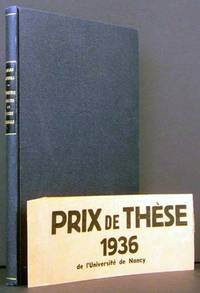 PRIX DE THÈSE
1936
de l'Université de Nancy